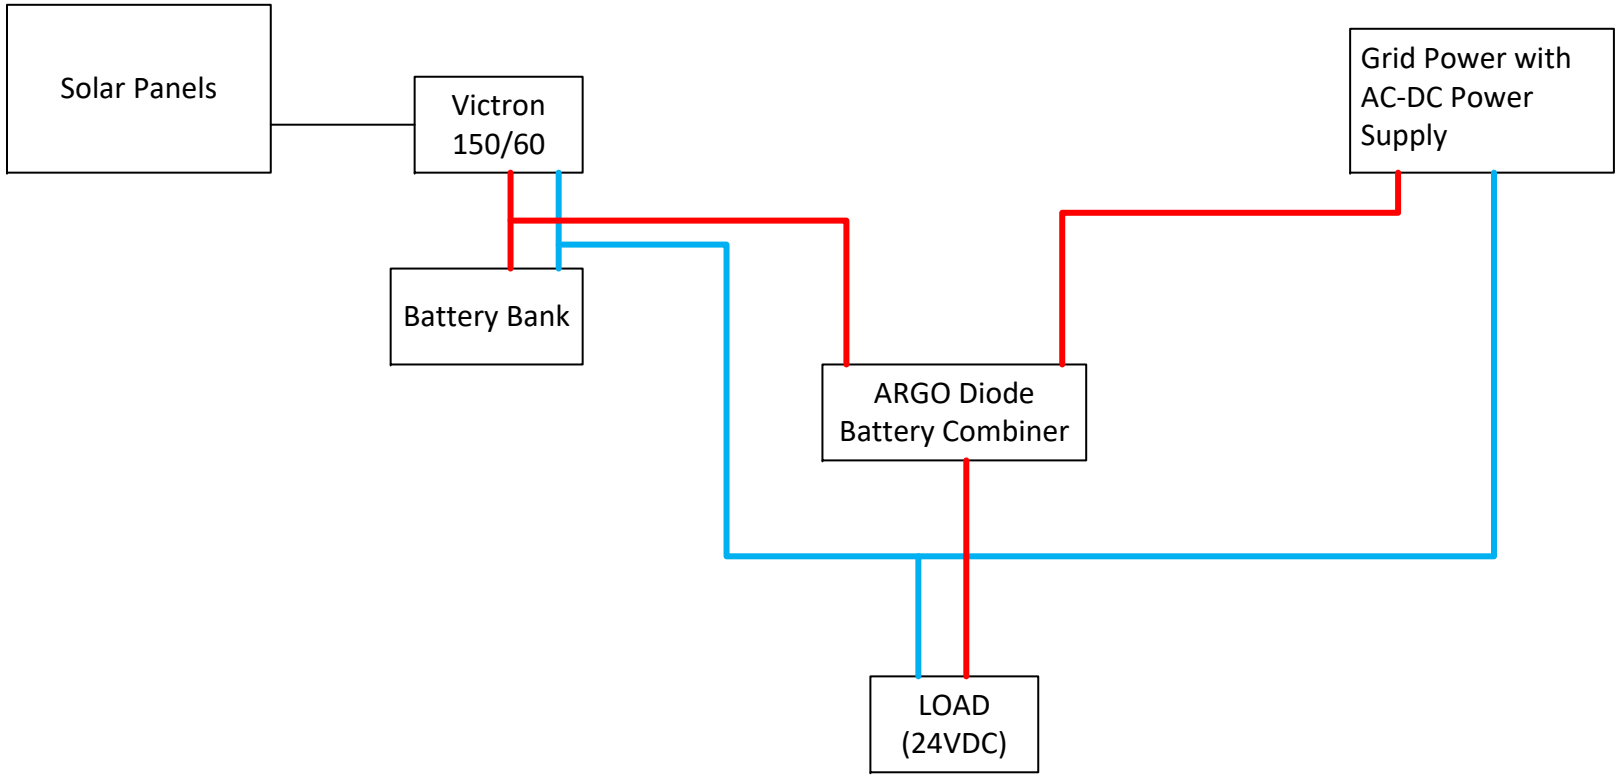 Solar Panels
Victron
150/60
Grid Power with
AC-DC Power
Supply
Battery Bank
ARGO Diode
Battery Combiner
LOAD
(24VDC)